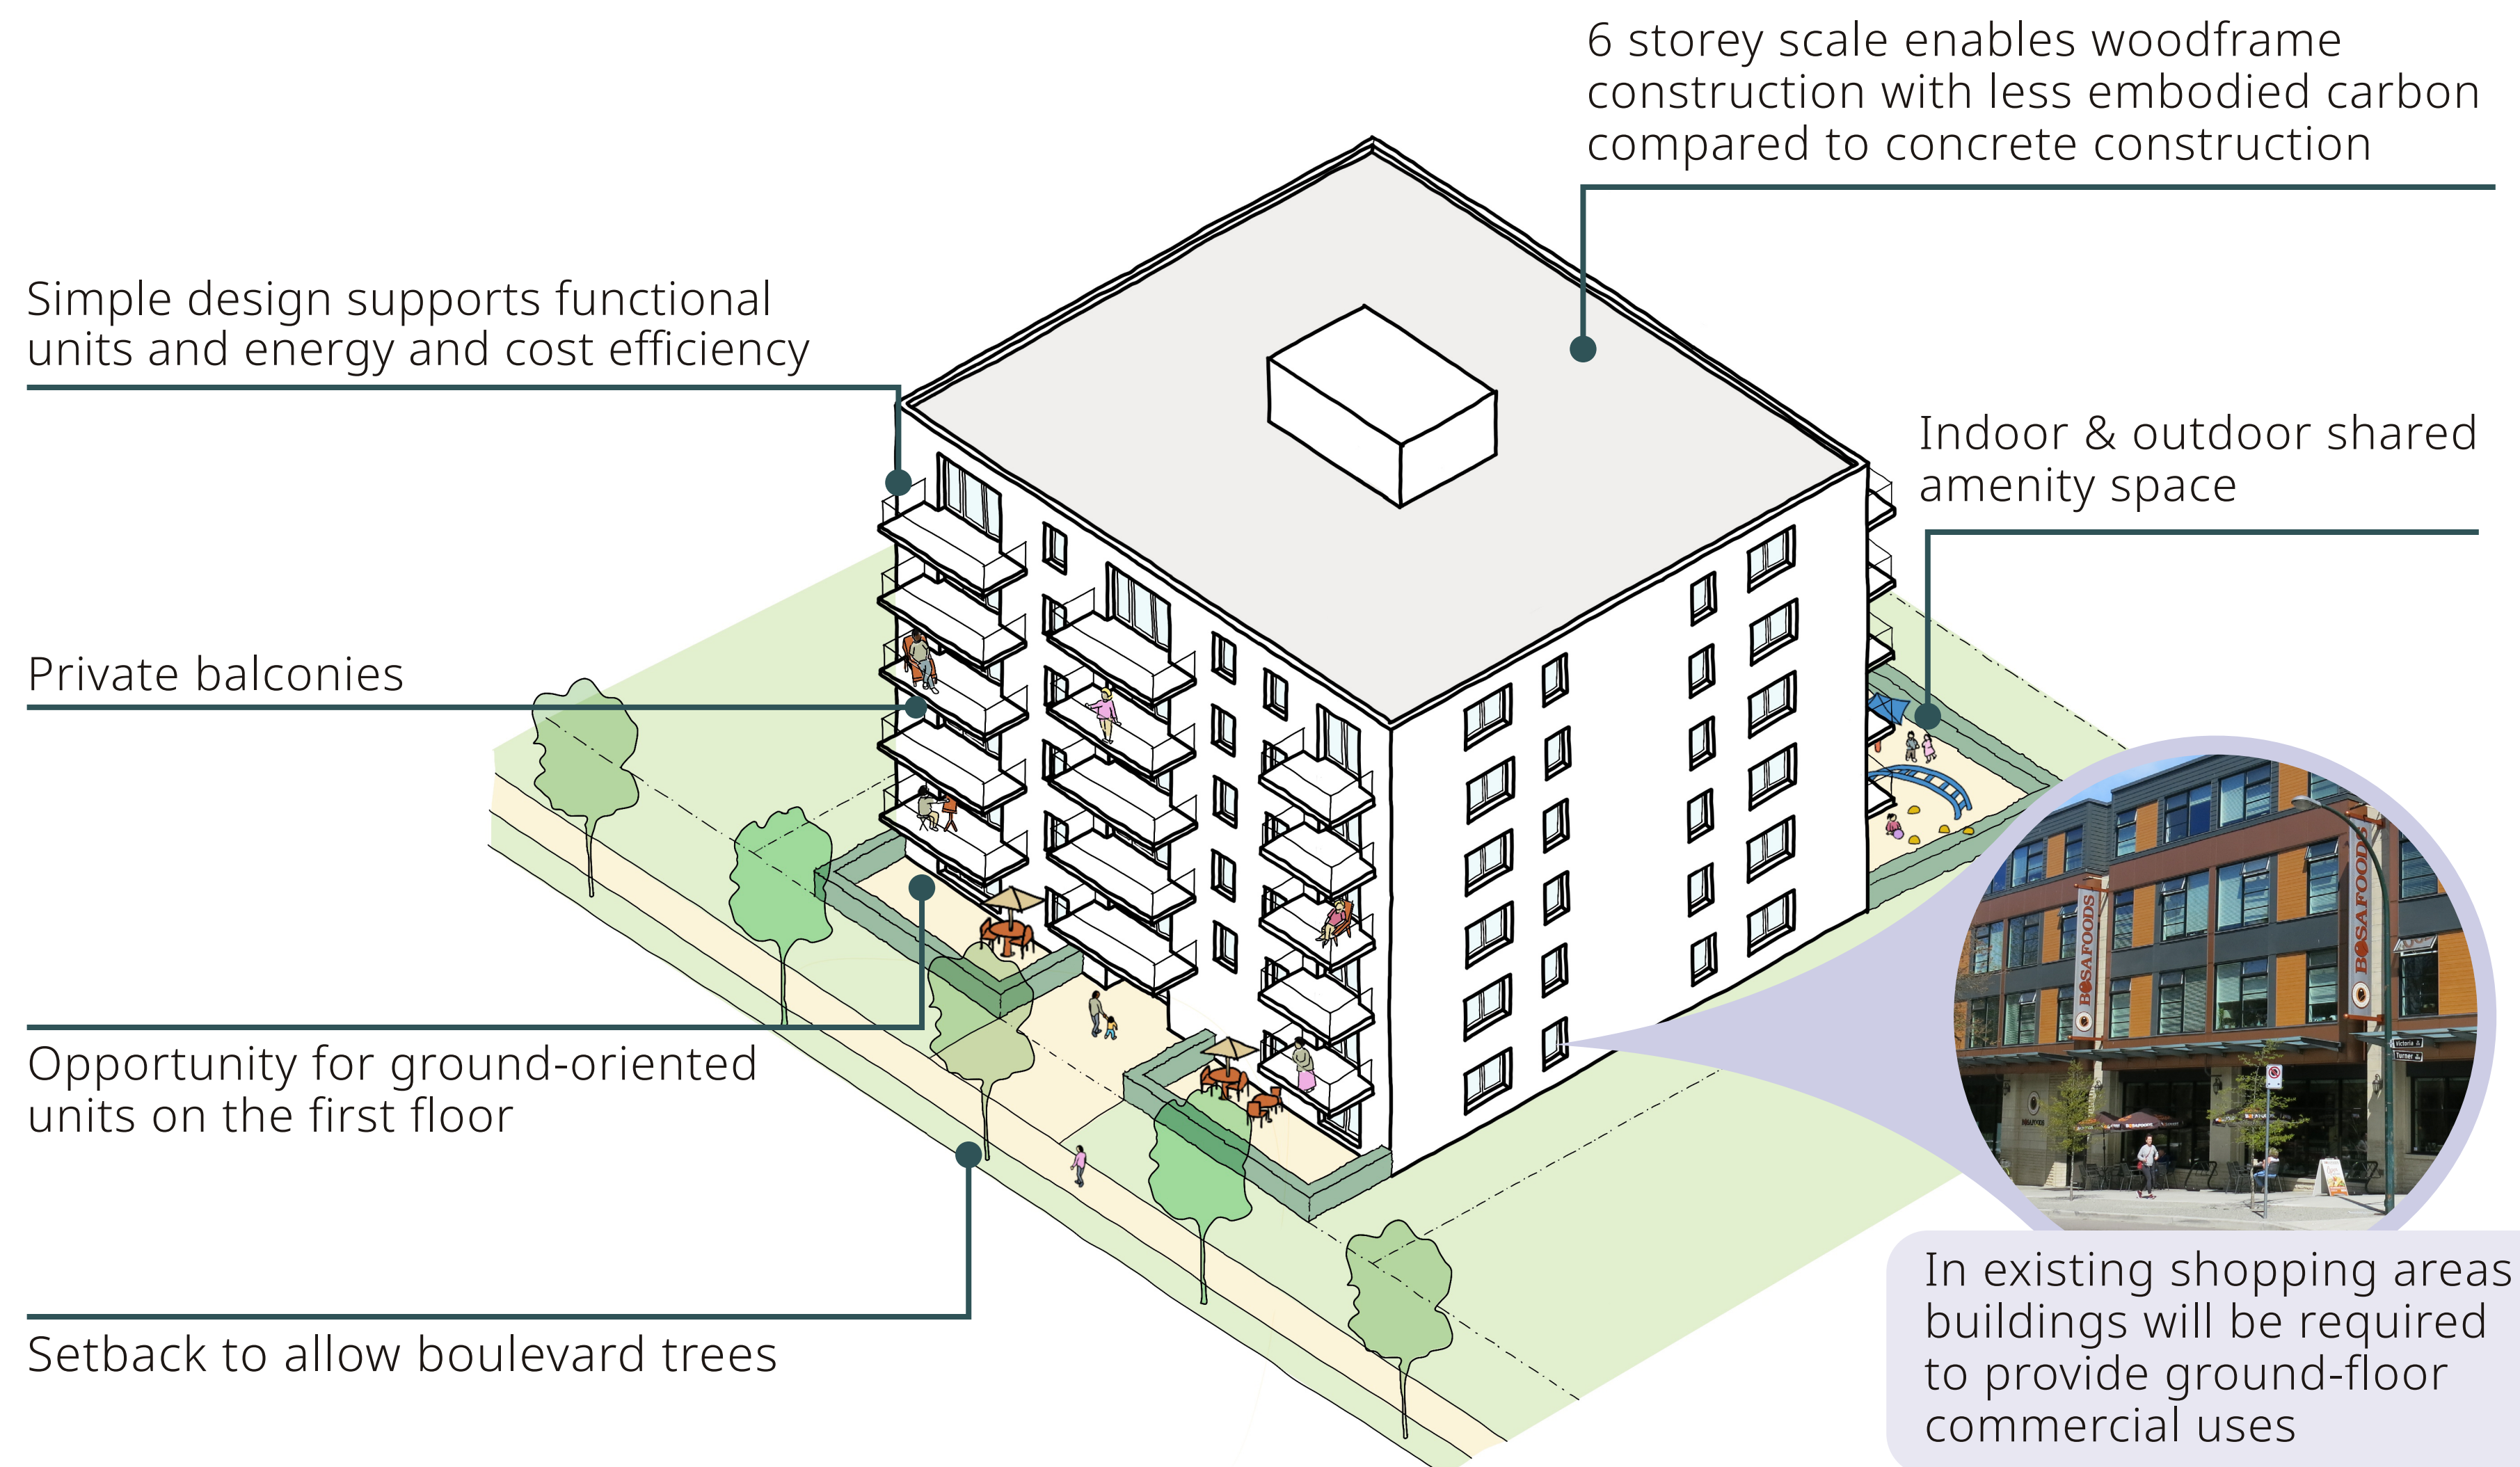 6 storey scale enables woodframe
construction with less embodied carbon
compared to concrete construction
Simple design supports functional
units and energy and cost efficiency
Indoor & outdoor shared
amenity space
Private balconies
BOSAFOODS
BOSAFOODS
Victoria
Turner
Opportunity for ground-oriented
units on the first floor
Setback to allow boulevard trees
In existing shopping areas
buildings will be required
to provide ground-floor
commercial uses